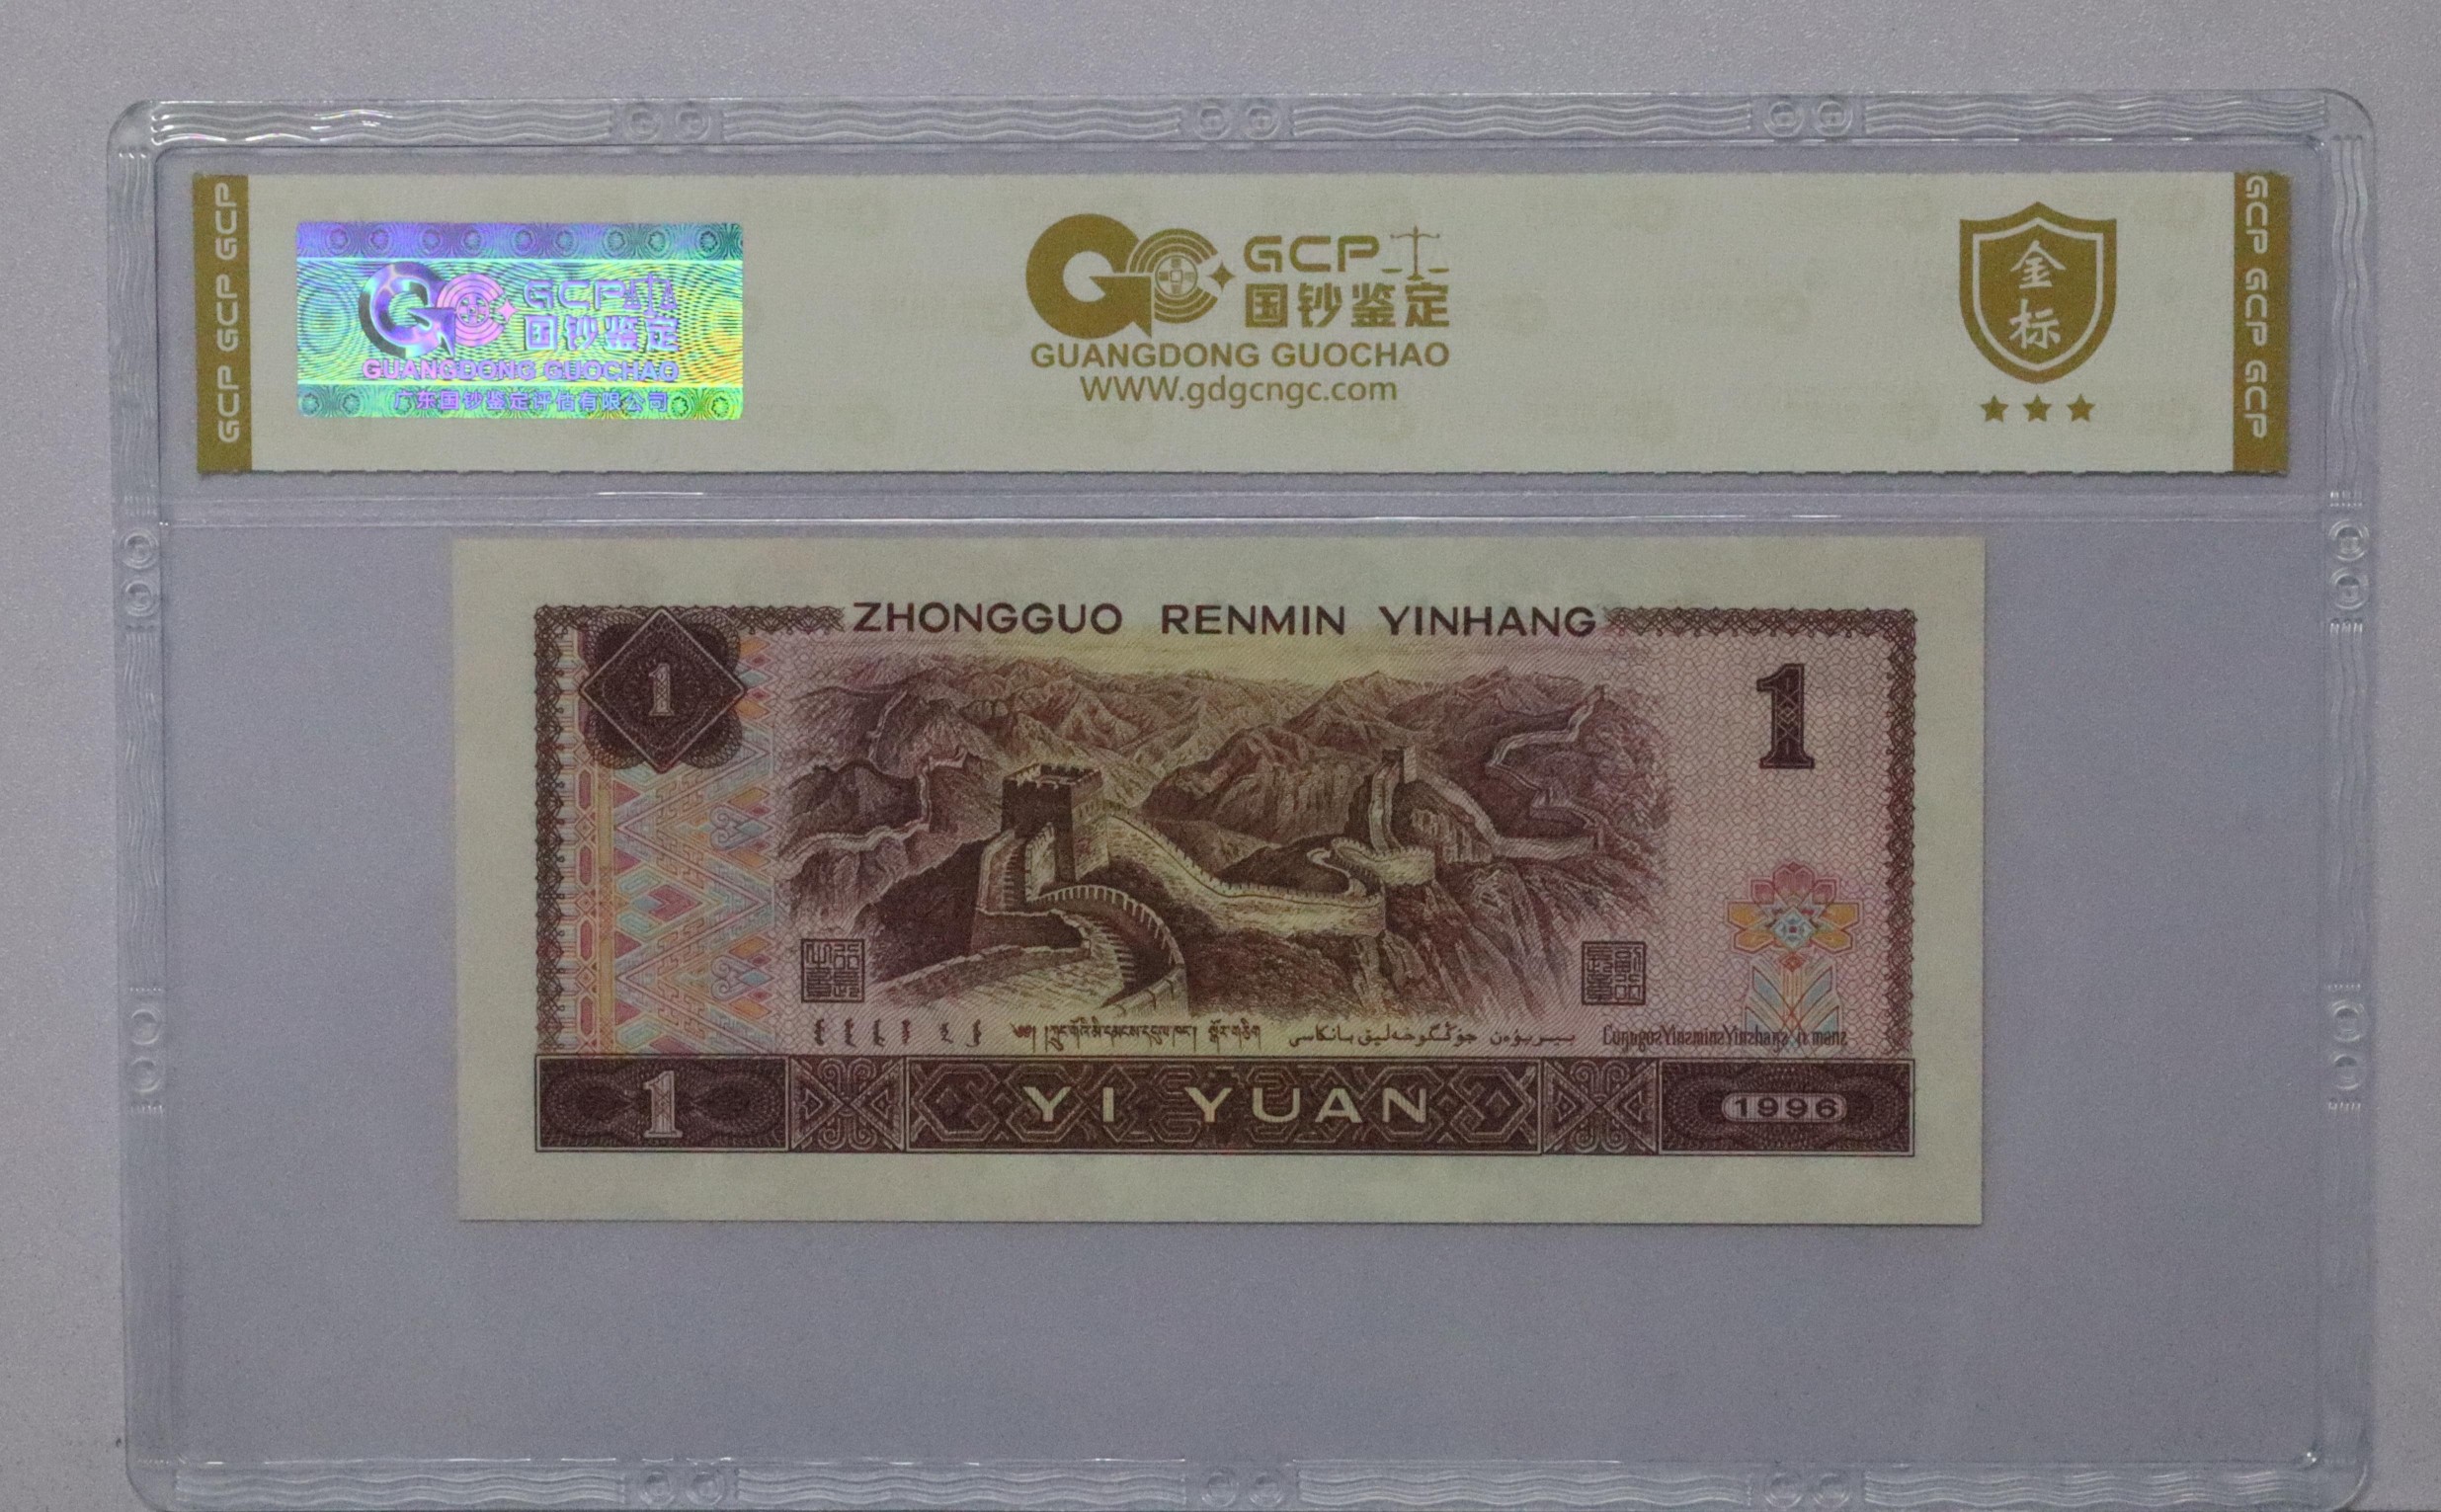 GCP GCP GCP
GCP
国钞鉴定
GUANGDONG GUOCHAO
广东国钞鉴定评估有限公司
GCP
国钞鉴定
GUANGDONG GUOCHAO
WWW.gdgcngc.com
金
标
GCP GCP GCP
ZHONGGUO RENMIN YINHANG
1
1
1
YI YUAN
1996